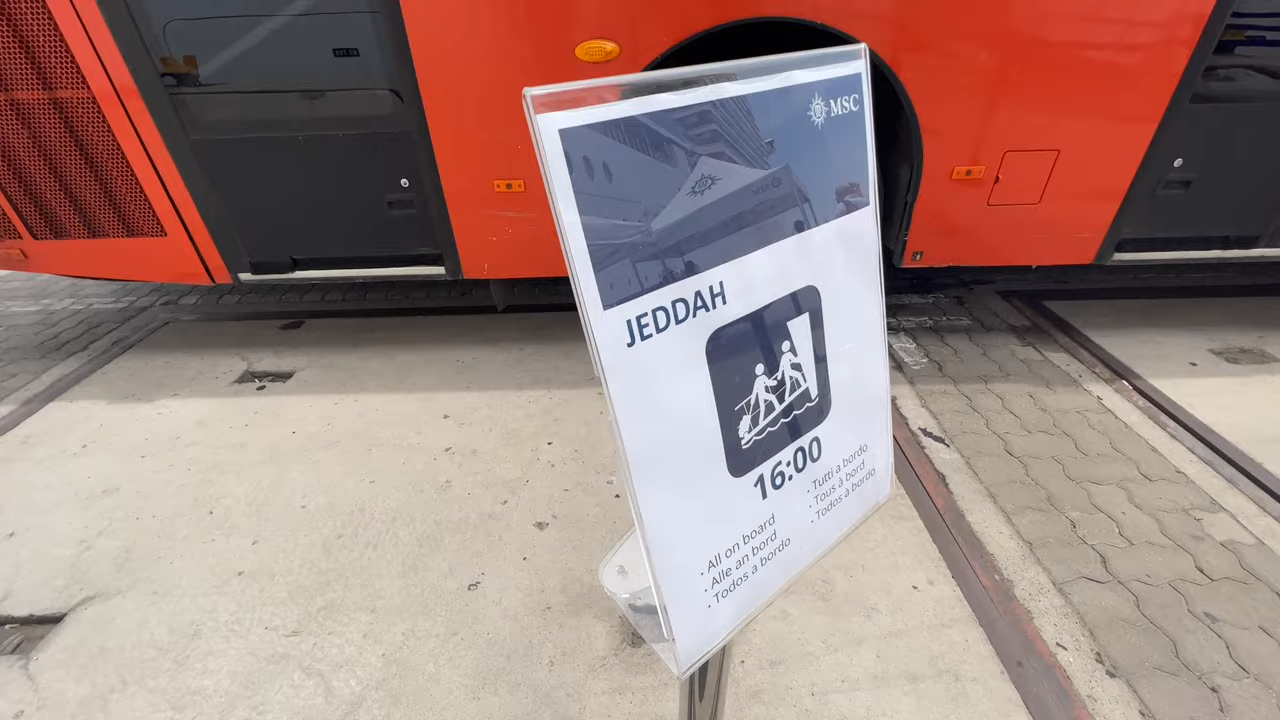 MSC
JEDDAH
16:00
· All on board
· Alle an bord
· Todos a bordo
· Tutti a bordo
· Tous à bord
· Todos à bordo